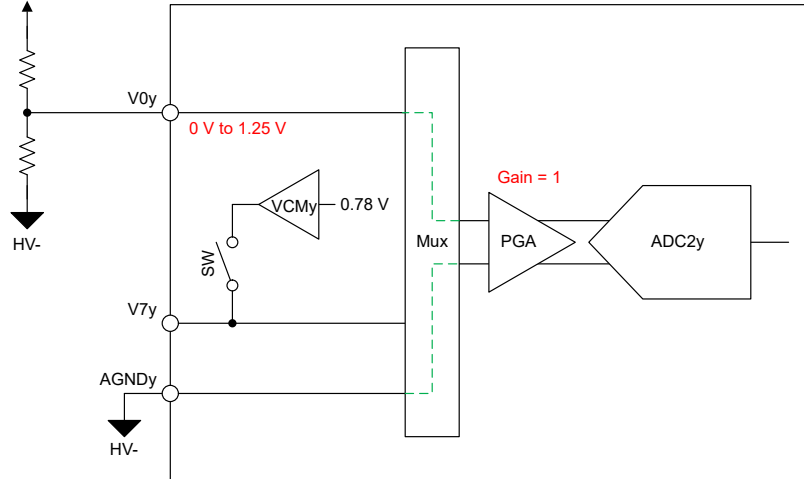 V0y
0 V to 1.25 V
HV-
VCMy
0.78 V
SW
Gain = 1
Mux
PGA
ADC2y
V7y
AGNDy
HV-